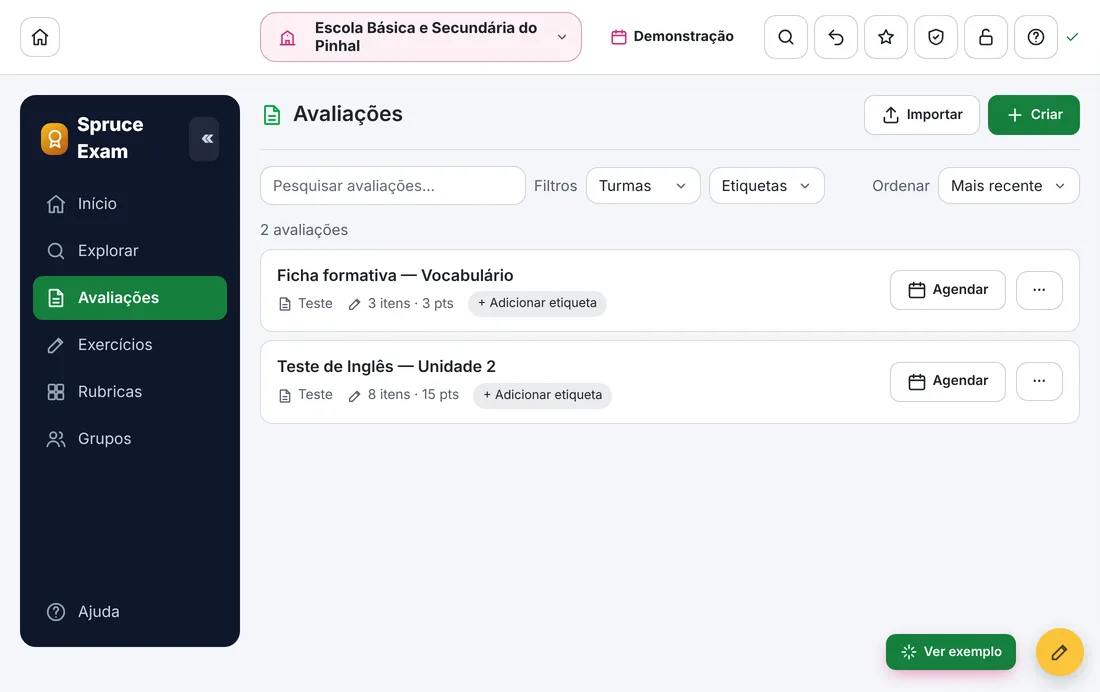 Escola Básica e Secundária do
Pinhal
Demonstração
Spruce
Exam
Início
Explorar
Avaliações
Exercícios
Rubricas
Grupos
Ajuda
Avaliações
Importar
Criar
Pesquisar avaliações...
Filtros
Turmas
Etiquetas
Ordenar
Mais recente
2 avaliações
Ficha formativa — Vocabulário
Teste
3 itens · 3 pts
+ Adicionar etiqueta
Agendar
Teste de Inglês — Unidade 2
Teste
8 itens · 15 pts
+ Adicionar etiqueta
Agendar
Ver exemplo